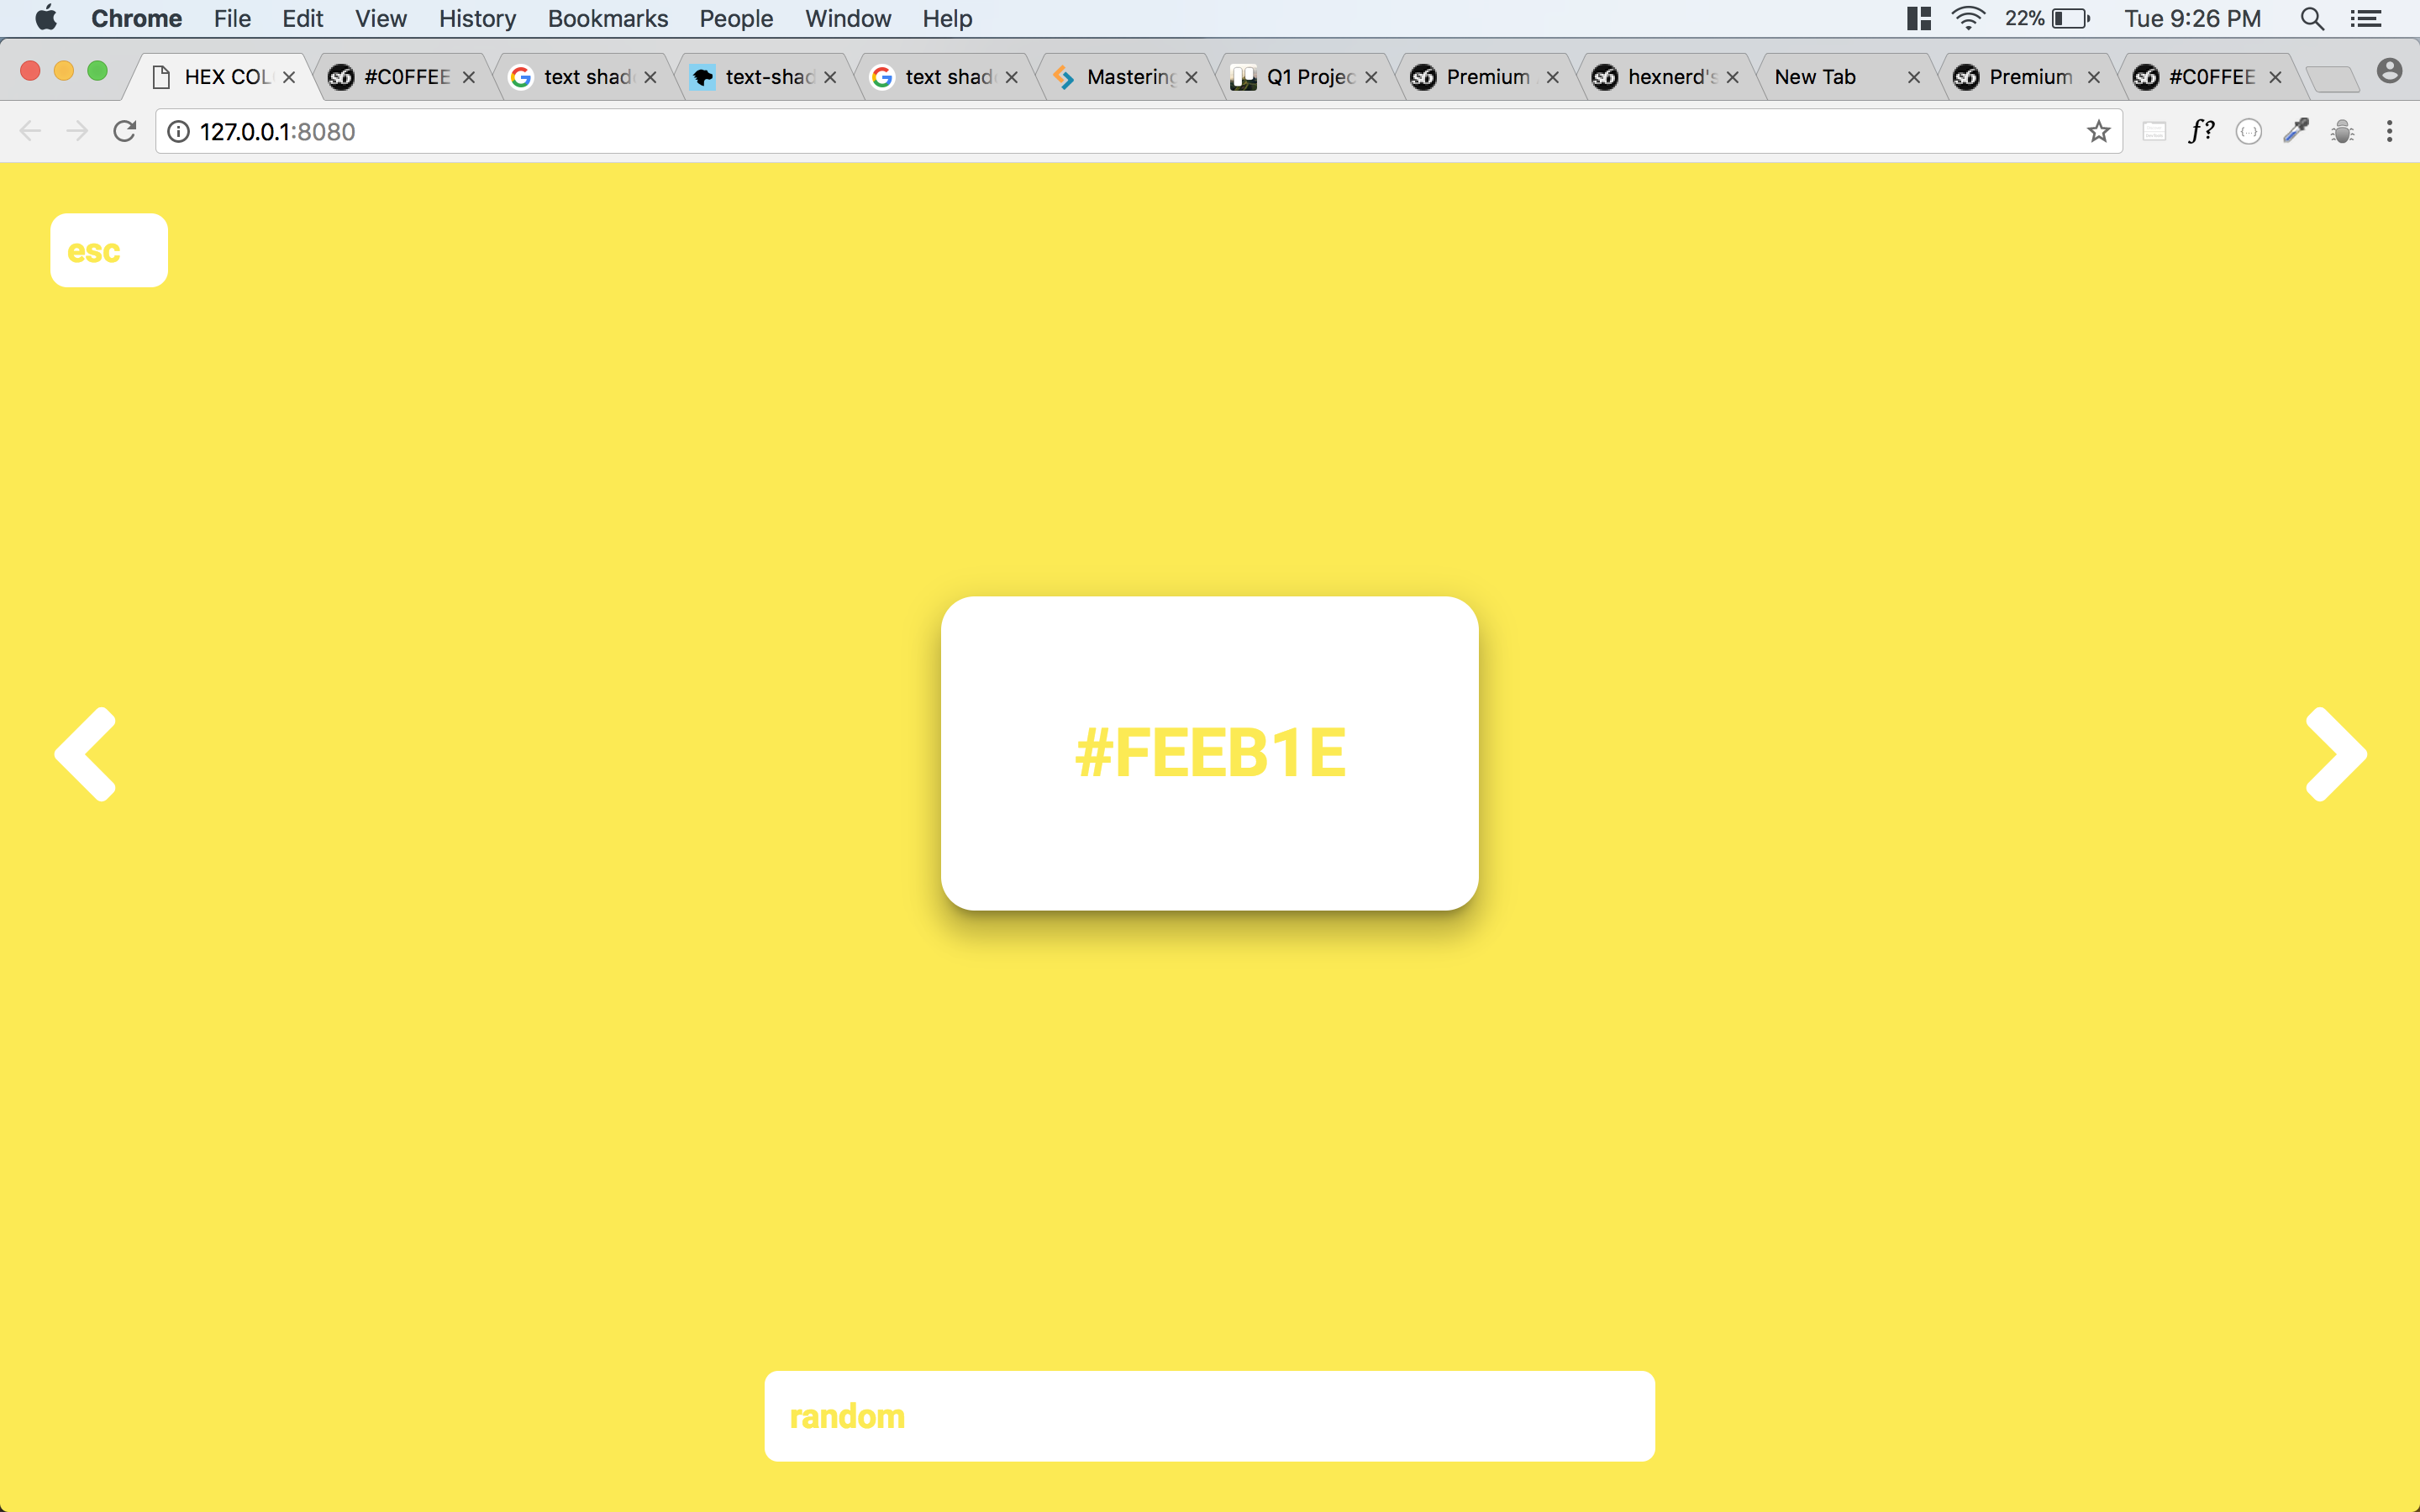 Chrome File Edit View History Bookmarks People Window Help 22% Tue 9:26 PM
HEX COL #C0FFEE text shad text-shad text shad Mastering Q1 Projec Premium hexnerd's New Tab Premium #C0FFEE
127.0.0.1:8080 f? {...}
esc
#FEEB1E
random